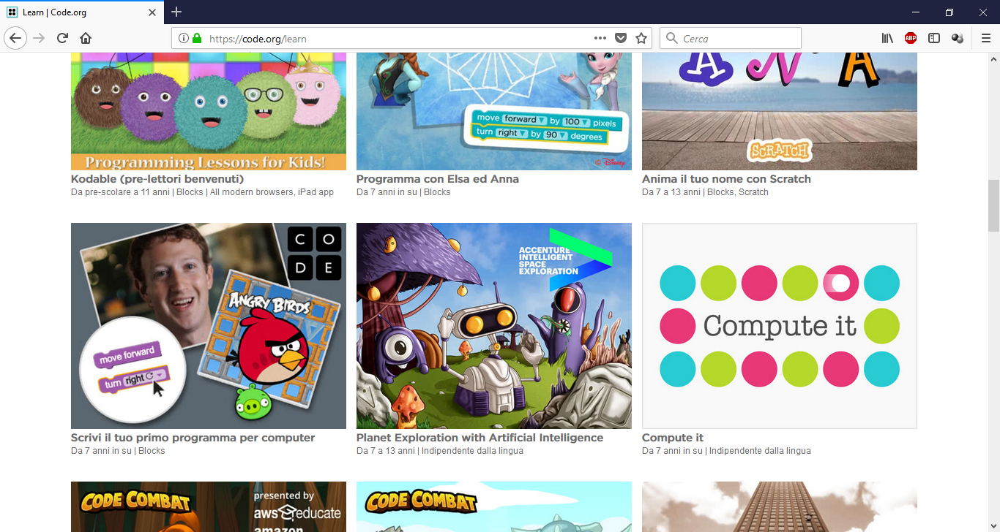 Learn | Code.org
https://code.org/learn
Cerca
ABP
A N A
Programming Lessons for Kids!
move forward by 100 pixels
turn right by 90 degrees
© Disney
SCRATCH
Kodable (pre-lettori benvenuti)
Da pre-scolare a 11 anni | Blocks | All modern browsers, iPad app
Programma con Elsa ed Anna
Da 7 anni in su | Blocks
Anima il tuo nome con Scratch
Da 7 a 13 anni | Blocks, Scratch
C O
D E
ANGRY BIRDS
move forward
turn right
ACCENTURE
INTELLIGENT
SPACE
EXPLORATION
Compute it
Scrivi il tuo primo programma per computer
Da 7 anni in su | Blocks
Planet Exploration with Artificial Intelligence
Da 7 a 13 anni | Indipendente dalla lingua
Compute it
Da 7 anni in su | Indipendente dalla lingua
CODE COMBAT
presented by
aws educate
amazon
CODE COMBAT